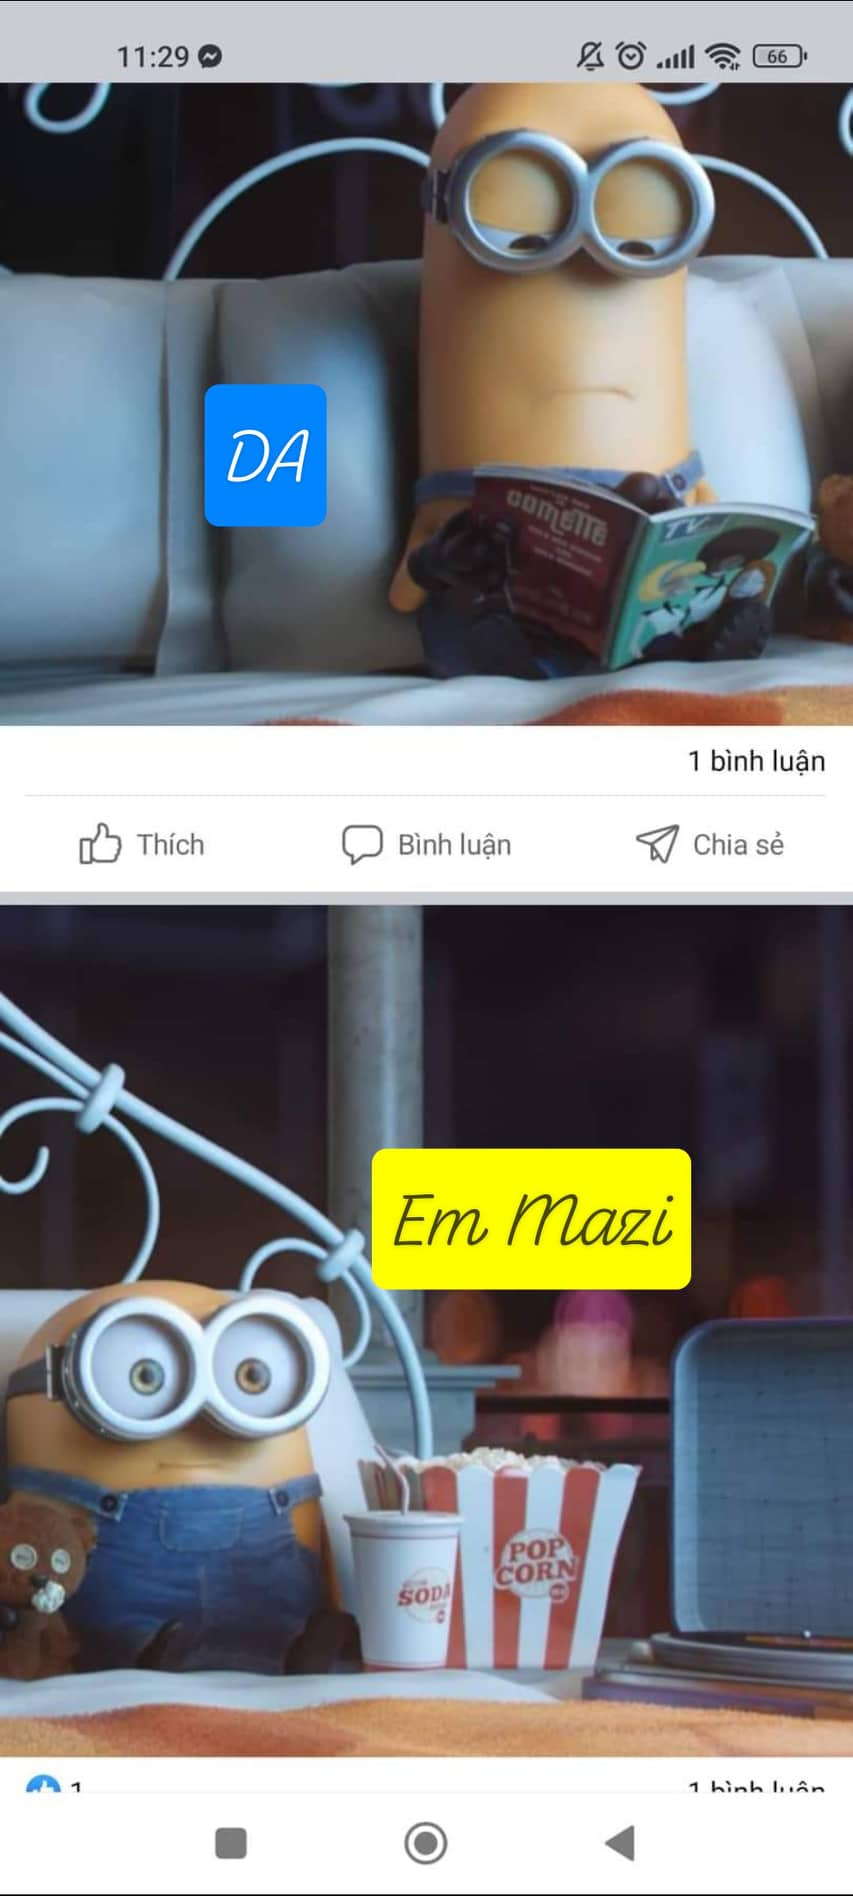 11:29
66
DA
comette
TV
1 bình luận
Thích
Bình luận
Chia sẻ
Em Mazi
POP
CORN
SODA
1
1 bình luận